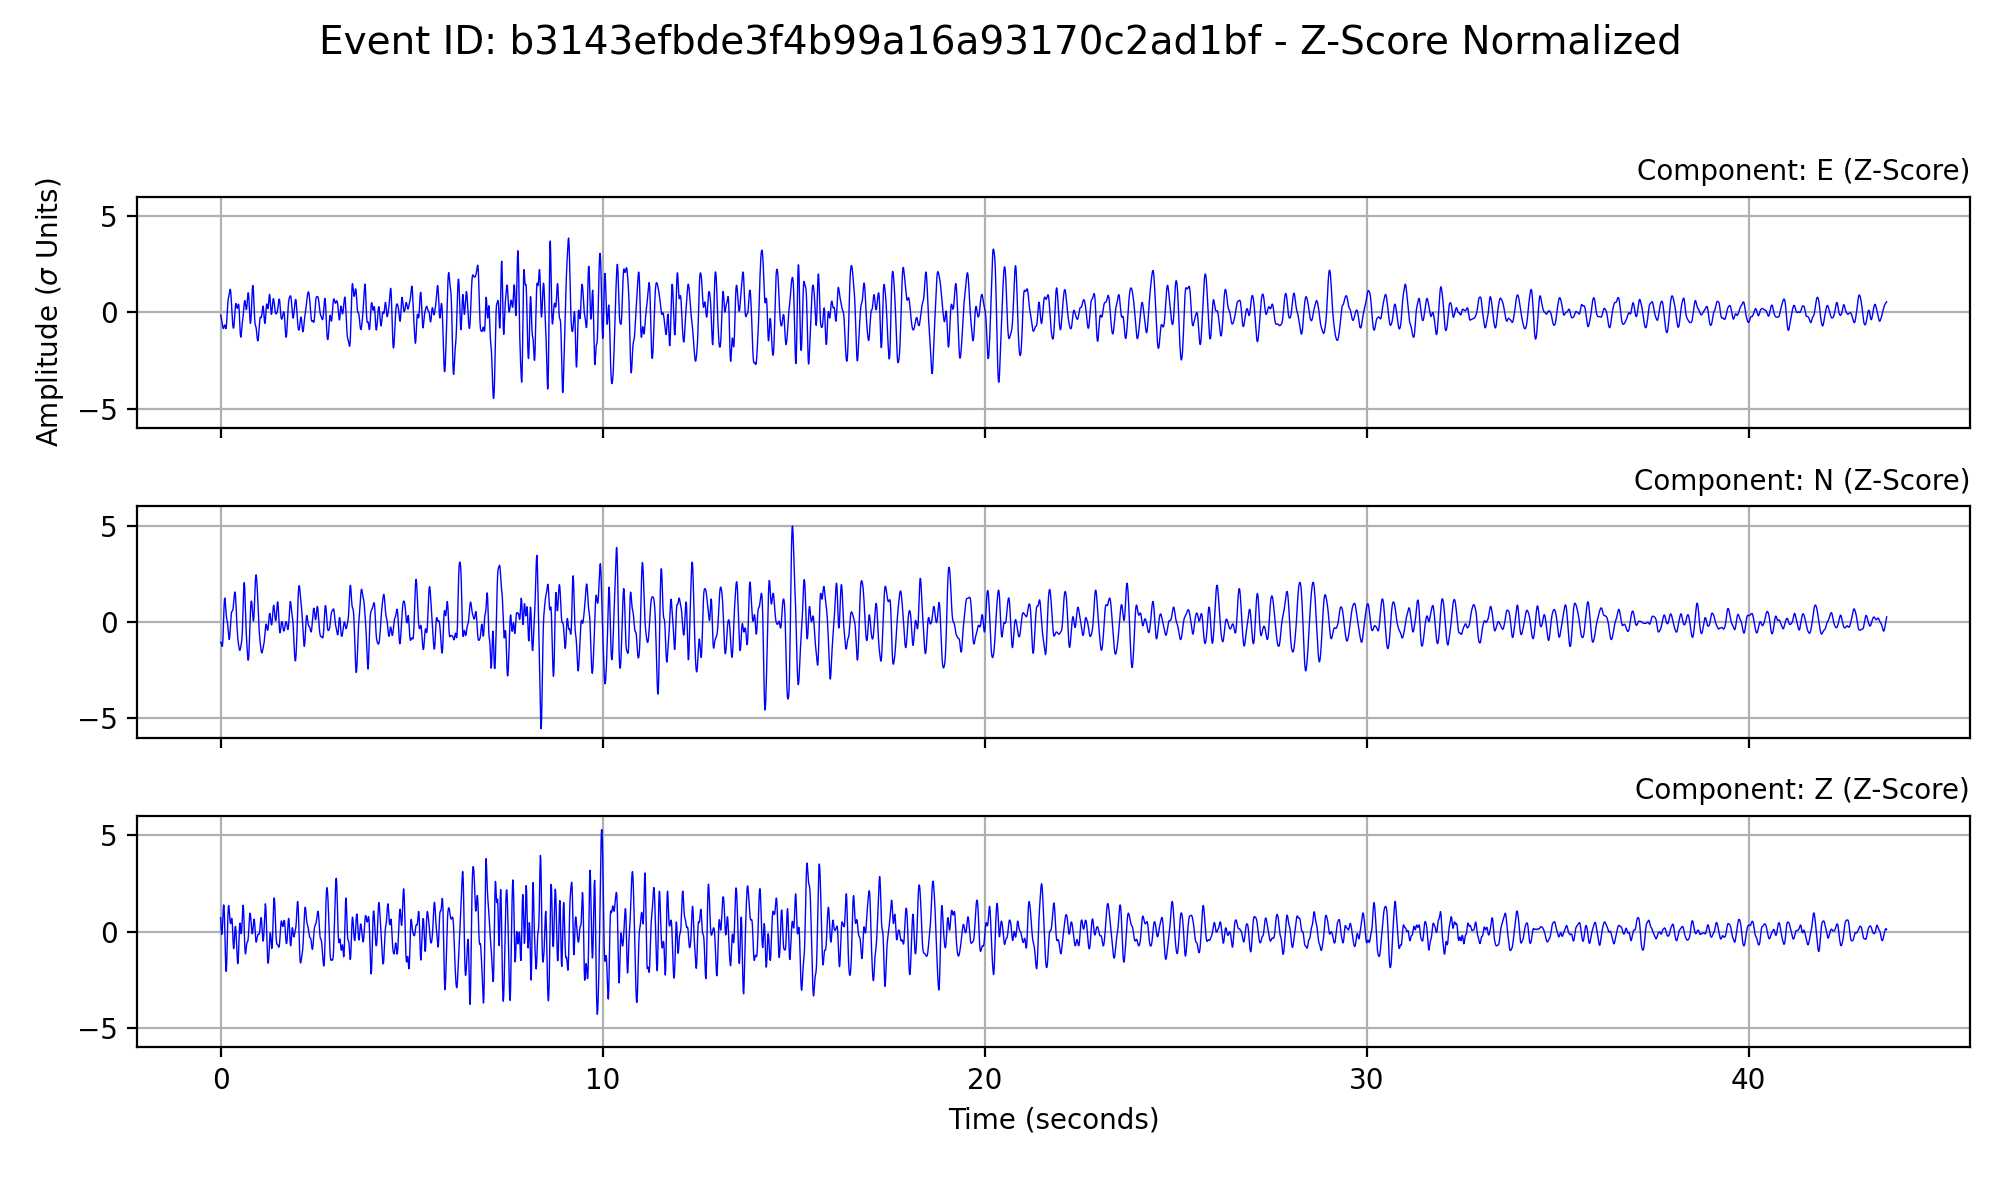 Event ID: b3143efbde3f4b99a16a93170c2ad1bf - Z-Score Normalized
Component: E (Z-Score)
Amplitude (σ Units)
5
0
−5
Component: N (Z-Score)
5
0
−5
Component: Z (Z-Score)
5
0
−5
0 10 20 30 40
Time (seconds)